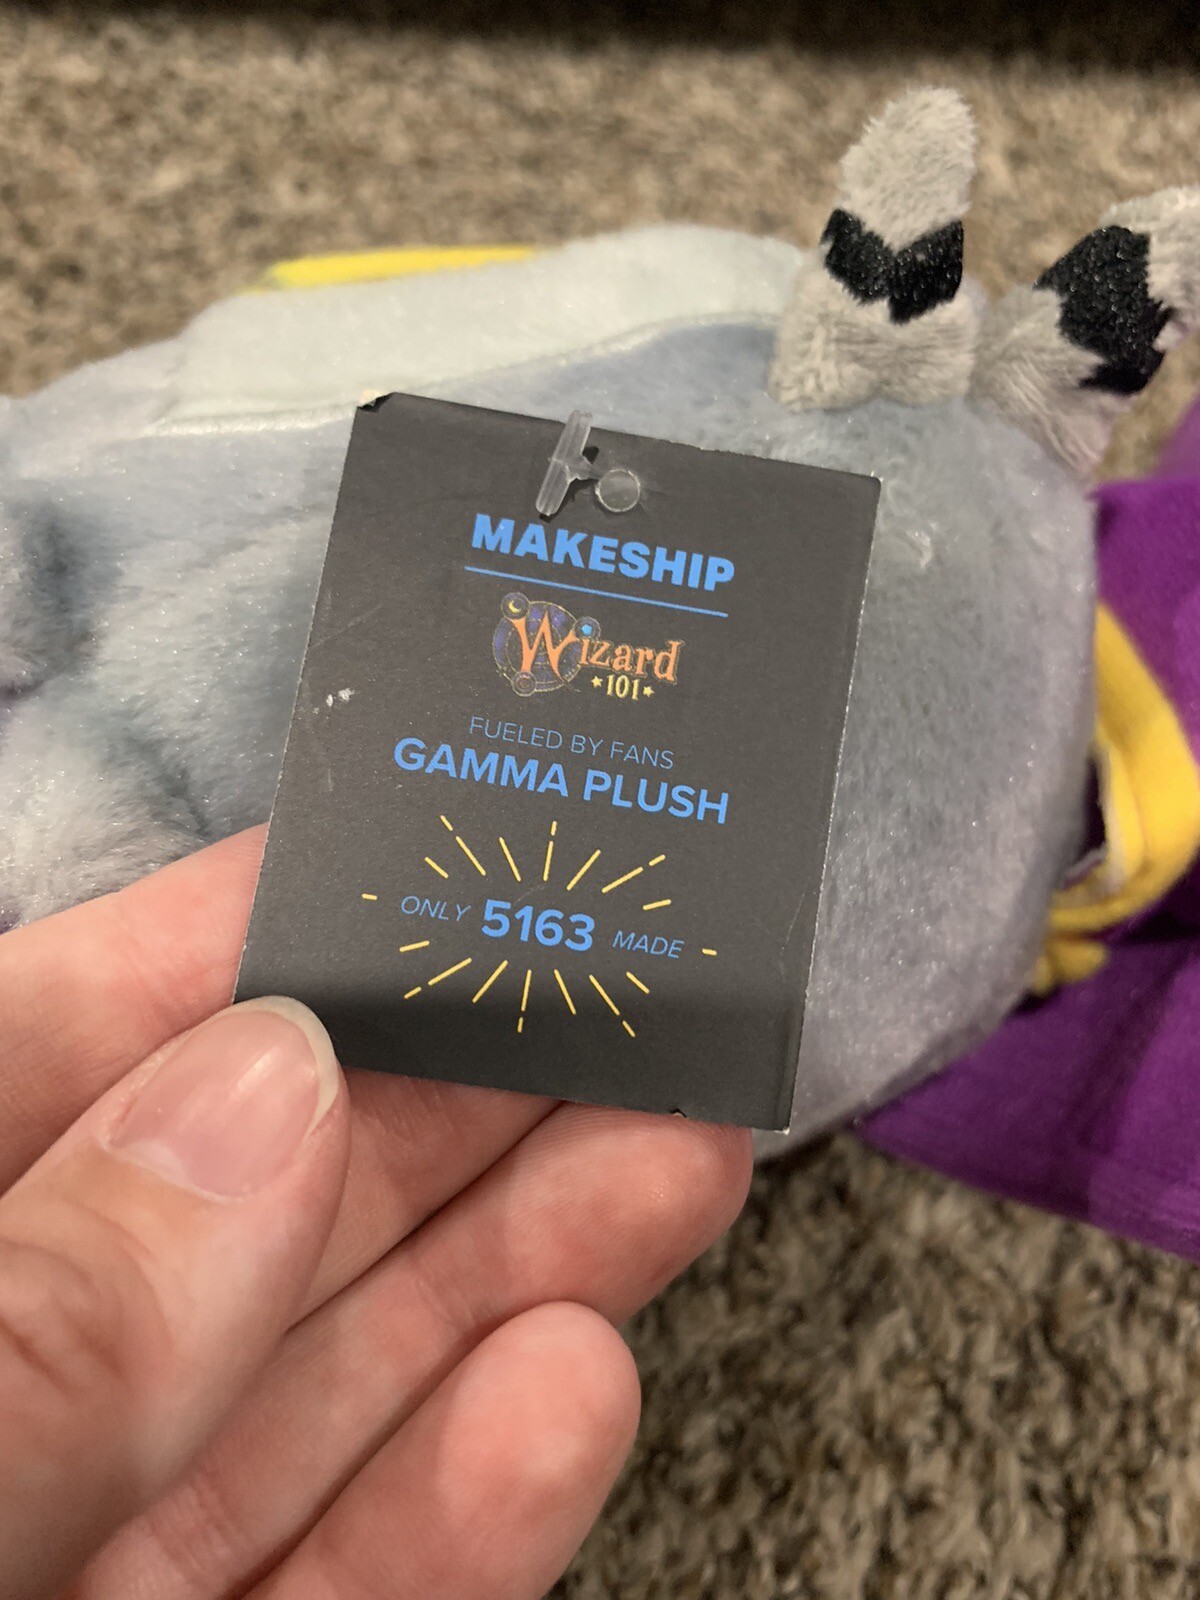 MAKESHIP
Wizard
101
FUELED BY FANS
GAMMA PLUSH
ONLY 5163 MADE